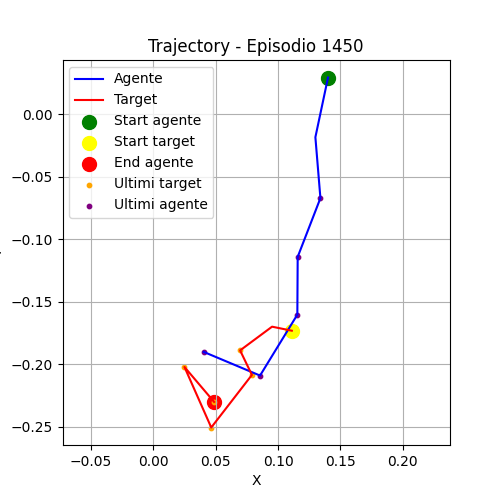 Trajectory - Episodio 1450
Agente
Target
Start agente
Start target
End agente
Ultimi target
Ultimi agente
0.00
−0.05
−0.10
−0.15
−0.20
−0.25
−0.05
0.00
0.05
0.10
0.15
0.20
X